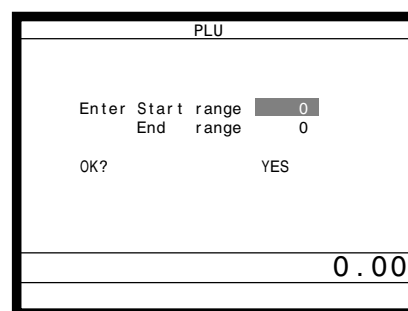 PLU
Enter Start range 0
End range 0
OK? YES
0.00